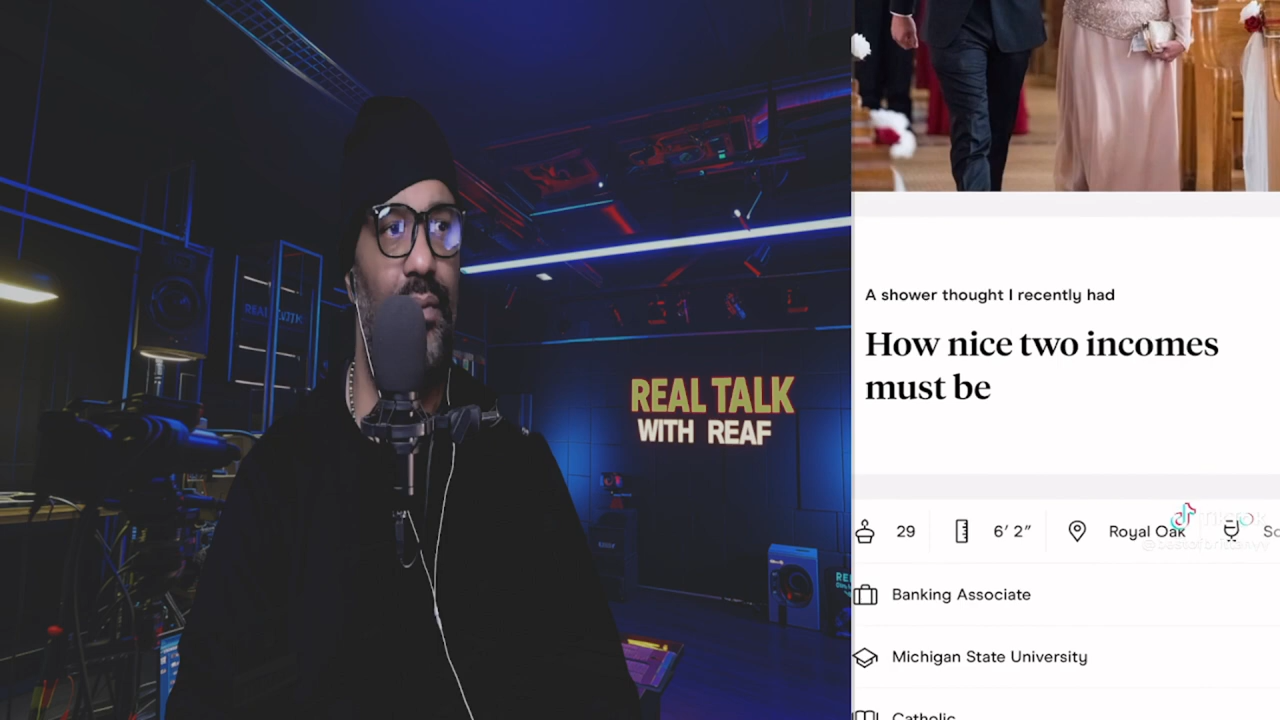 REAL TALK
WITH REAF
A shower thought I recently had
How nice two incomes
must be
29
6′ 2″
Royal Oak
TikTok
Banking Associate
Michigan State University
Catholic